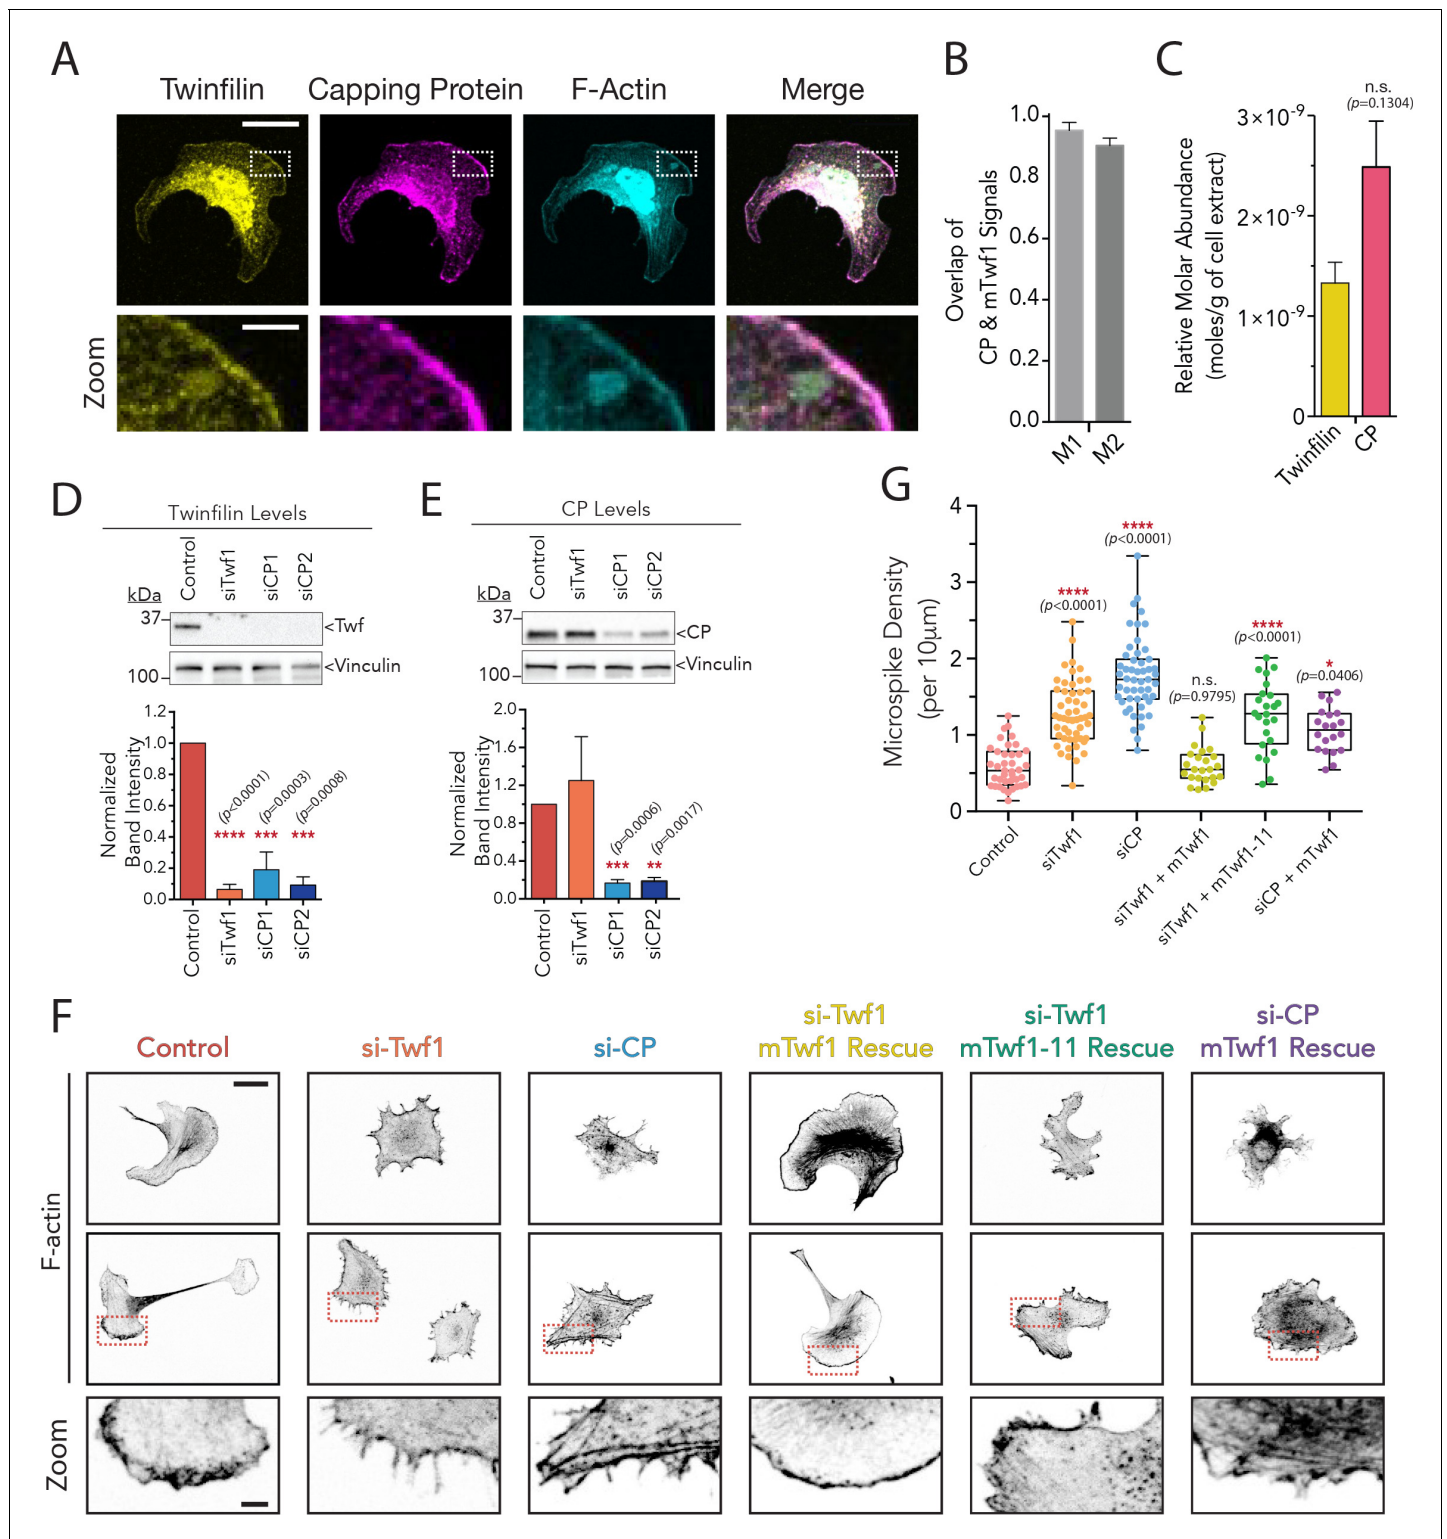 A
Twinfilin
Capping Protein
F-Actin
Merge
Zoom
B
Overlap of
CP & mTwf1 Signals
1.0
0.8
0.6
0.4
0.2
0.0
M1
M2
C
n.s.
(p=0.1304)
Relative Molar Abundance
(moles/g of cell extract)
3×10-9
2×10-9
1×10-9
0
Twinfilin
CP
D
Twinfilin Levels
Control
siTwf1
siCP1
siCP2
kDa
37
<Twf
100
<Vinculin
Normalized
Band Intensity
1.2
1.0
0.8
0.6
0.4
0.2
0.0
(p<0.0001)
(p=0.0003)
(p=0.0008)
****
***
***
Control
siTwf1
siCP1
siCP2
E
CP Levels
Control
siTwf1
siCP1
siCP2
kDa
37
<CP
100
<Vinculin
Normalized
Band Intensity
2.0
1.6
1.2
0.8
0.4
0.0
(p=0.0006)
(p=0.0017)
***
**
Control
siTwf1
siCP1
siCP2
G
Microspike Density
(per 10µm)
4
3
2
1
0
****
(p<0.0001)
****
(p<0.0001)
n.s.
(p=0.9795)
****
(p<0.0001)
*
(p=0.0406)
Control
siTwf1
siCP
siTwf1 + mTwf1
siTwf1 + mTwf1-11
siCP + mTwf1
F
Control
si-Twf1
si-CP
si-Twf1
mTwf1 Rescue
si-Twf1
mTwf1-11 Rescue
si-CP
mTwf1 Rescue
F-actin
Zoom